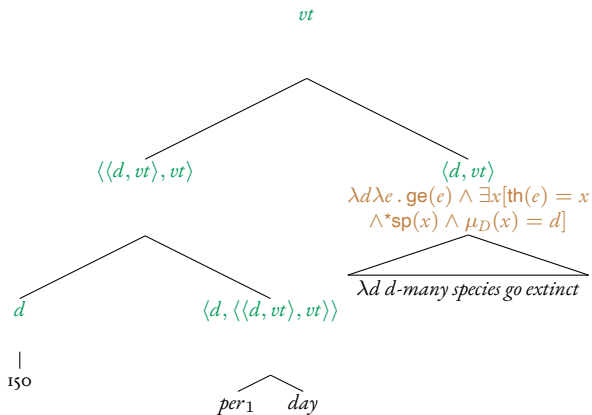 vt
⟨⟨d, vt⟩, vt⟩
⟨d, vt⟩
λdλe . ge(e) ∧ ∃x[th(e) = x
∧*sp(x) ∧ μ_D(x) = d]
λd d-many species go extinct
d
⟨d, ⟨⟨d, vt⟩, vt⟩⟩
150
per₁ day